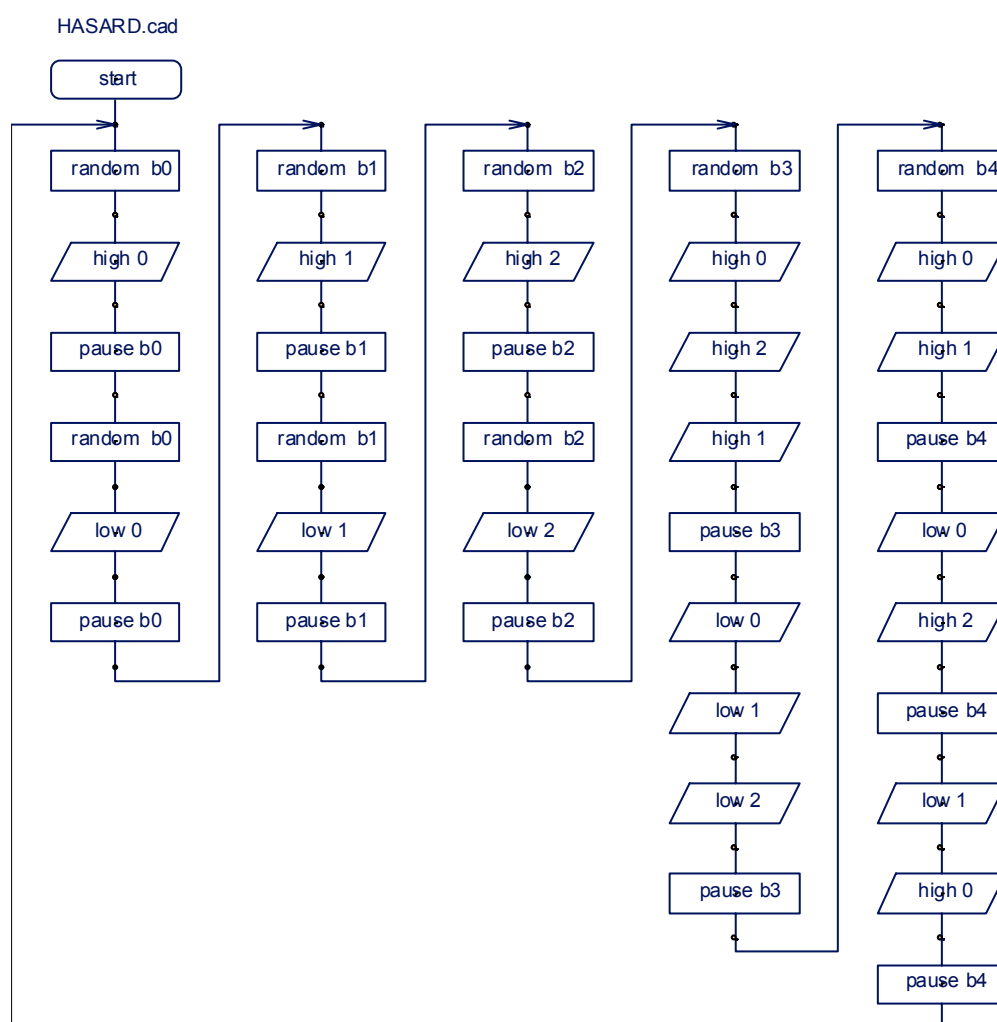 HASARD.cad
start
random b0
high 0
pause b0
random b0
low 0
pause b0
random b1
high 1
pause b1
random b1
low 1
pause b1
random b2
high 2
pause b2
random b2
low 2
pause b2
random b3
high 0
high 2
high 1
pause b3
low 0
low 1
low 2
pause b3
random b4
high 0
high 1
pause b4
low 0
high 2
pause b4
low 1
high 0
pause b4